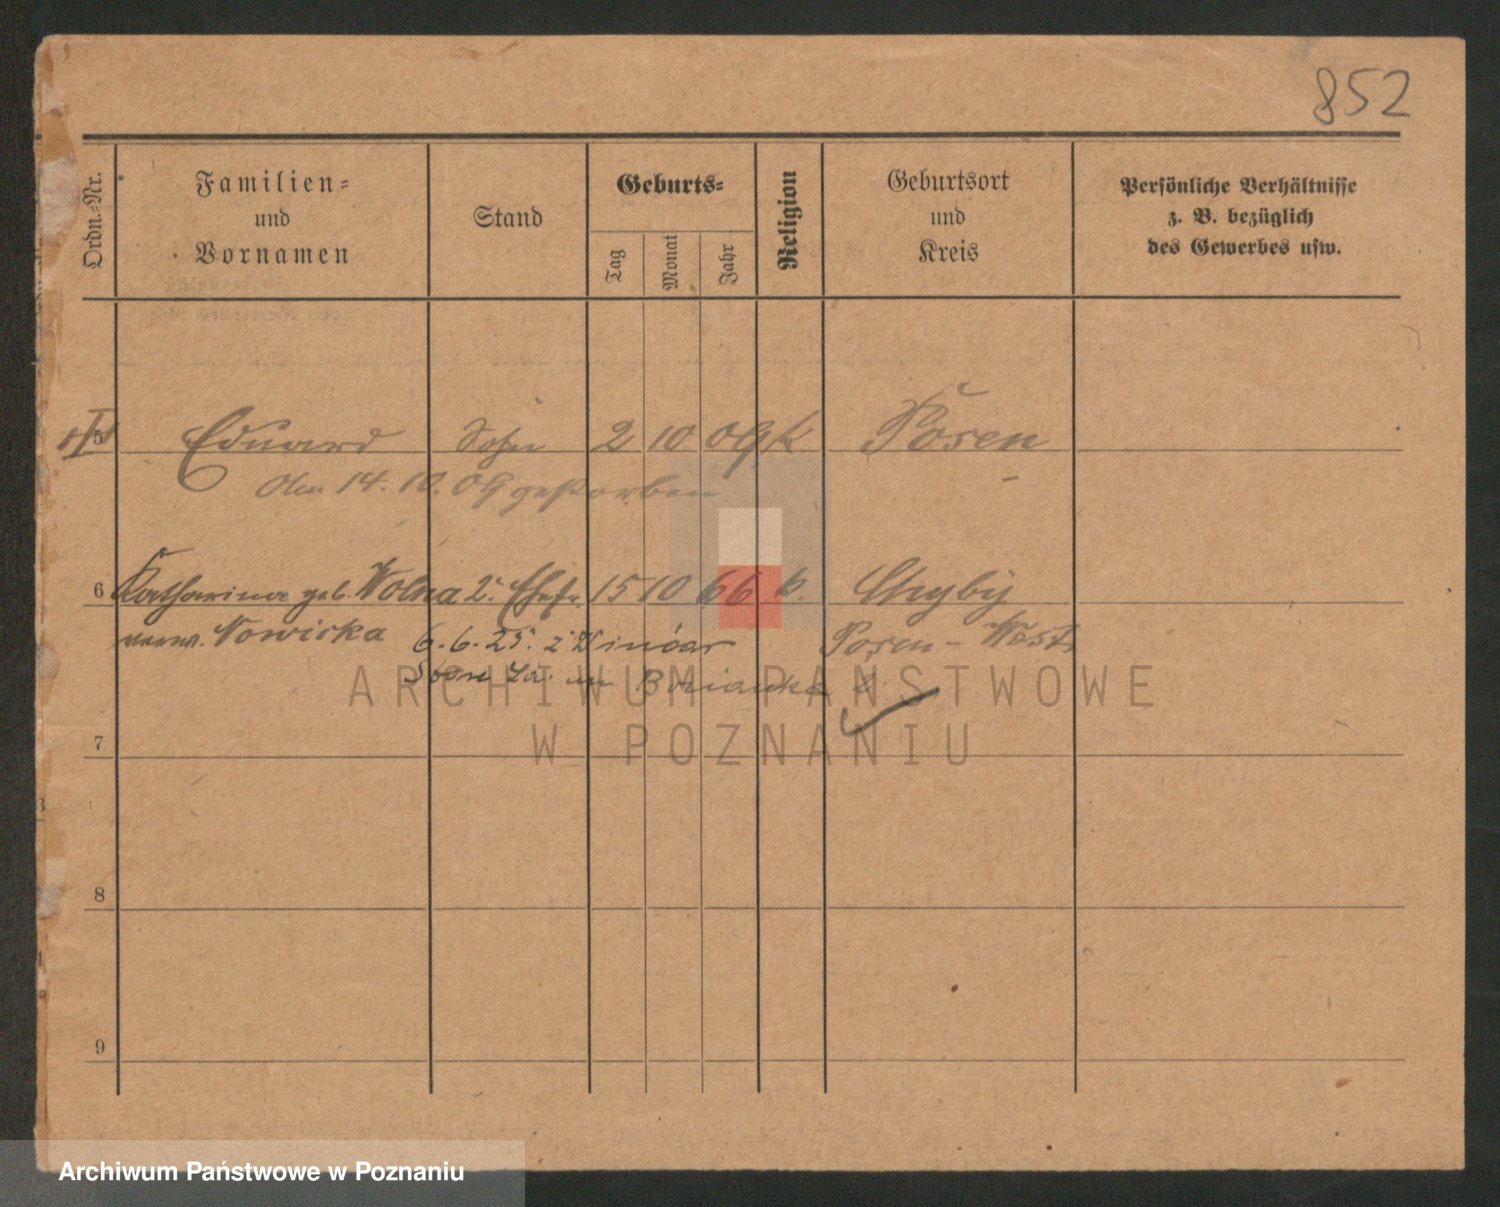 852
Ordn.-Nr.
Familien-
und
Vornamen
Stand
Geburts-
Tag
Monat
Jahr
Religion
Geburtsort
und
Kreis
Persönliche Verhältnisse
z. B. bezüglich
des Gewerbes usw.
5 Eduard Sohn 2 10 09 k Posen
den 14. 10. 09 gestorben
6 Katharina geb. Wolna 2. Ehefr. 15 10 66 k.
verw. Nowicka 6.6.25. z
Posen - West
7
8
9
ARCHIWUM PAŃSTWOWE
W POZNANIU
Archiwum Państwowe w Poznaniu